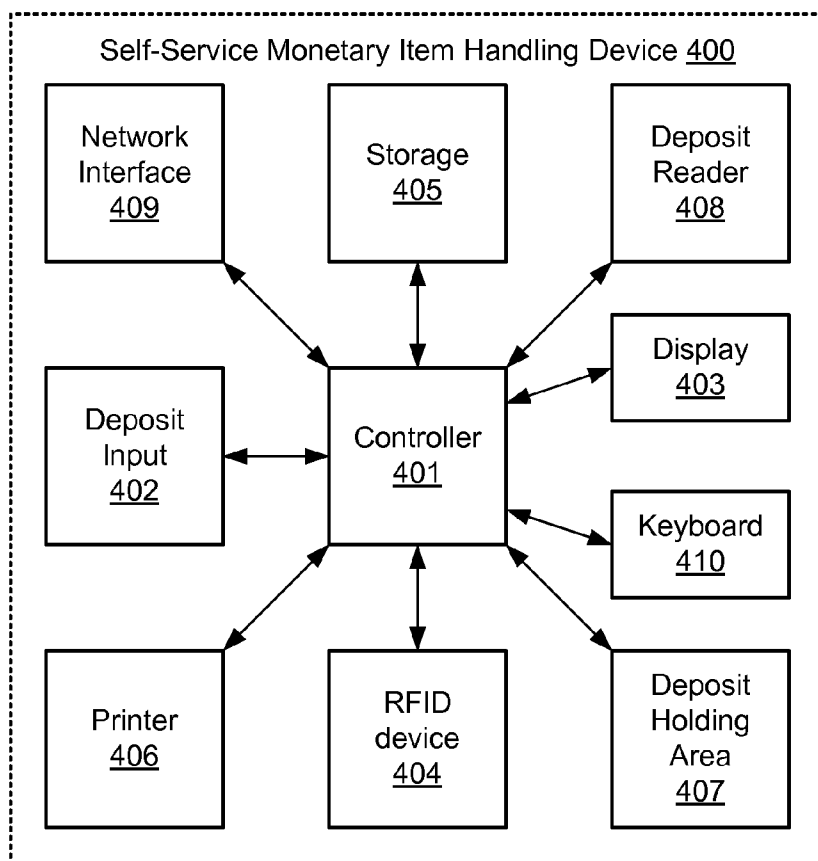 Self-Service Monetary Item Handling Device 400
Network
Interface
409
Storage
405
Deposit
Reader
408
Display
403
Deposit
Input
402
Controller
401
Keyboard
410
Printer
406
RFID
device
404
Deposit
Holding
Area
407